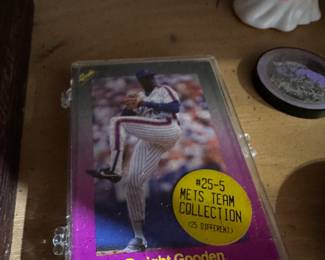 #25-5
METS TEAM
COLLECTION
(25 DIFFERENT)
Dwight Gooden